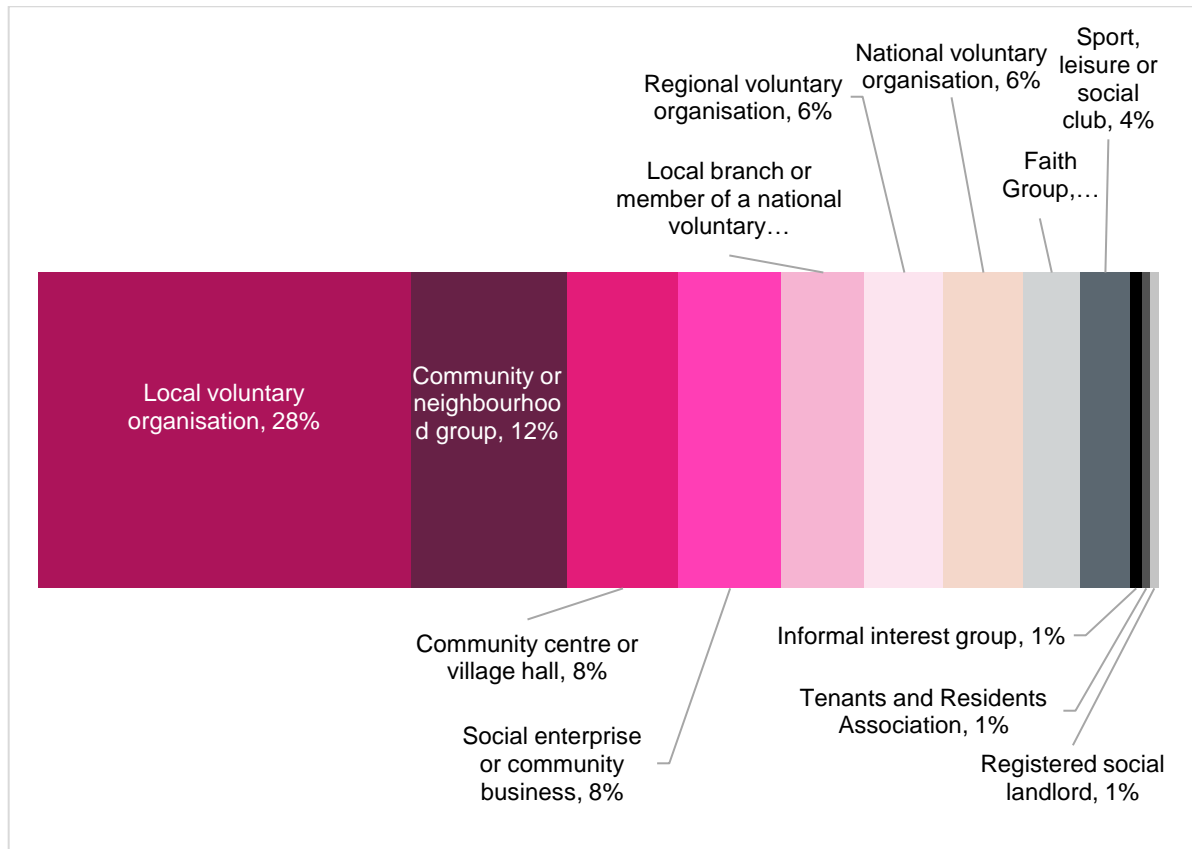 Sport,
leisure or
social
club, 4%
National voluntary
organisation, 6%
Regional voluntary
organisation, 6%
Faith
Group,…
Local branch or
member of a national
voluntary…
Local voluntary
organisation, 28%
Community or
neighbourhoo
d group, 12%
Community centre or
village hall, 8%
Informal interest group, 1%
Tenants and Residents
Association, 1%
Social enterprise
or community
business, 8%
Registered social
landlord, 1%